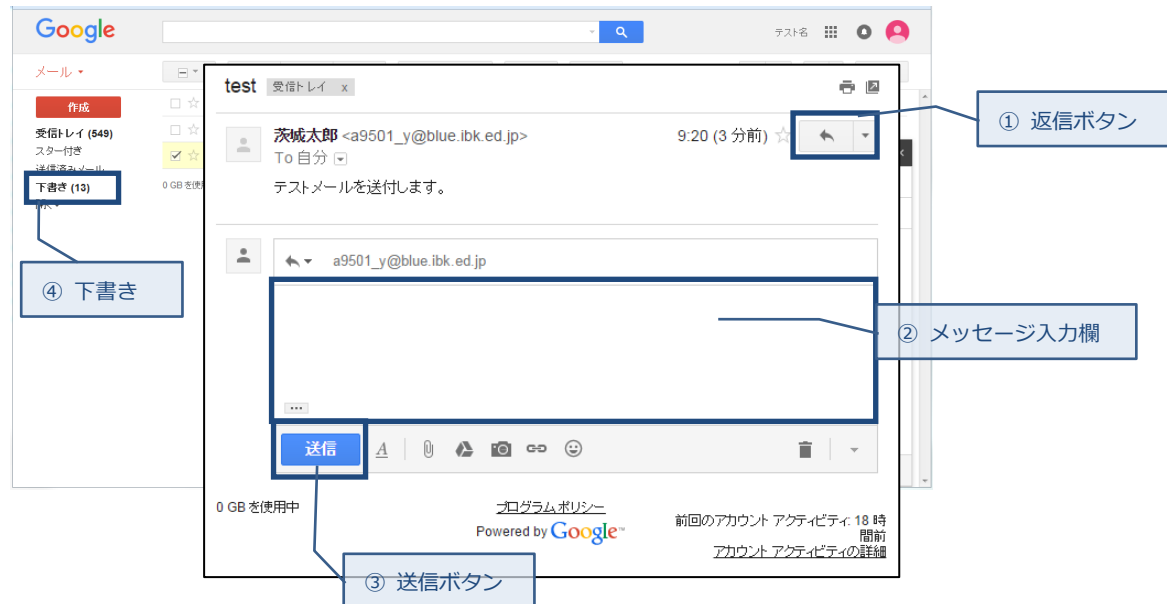 Google
テスト名
メール
作成
受信トレイ (549)
スター付き
送信済みメール
下書き (13)
0 GB を使用
test 受信トレイ x
茨城太郎 <a9501_y@blue.ibk.ed.jp>
9:20 (3 分前)
To 自分
テストメールを送付します。
a9501_y@blue.ibk.ed.jp
送信
A
0 GB を使用中
プログラム ポリシー
Powered by Google™
前回のアカウント アクティビティ: 18 時
間前
アカウント アクティビティの詳細
① 返信ボタン
② メッセージ入力欄
③ 送信ボタン
④ 下書き